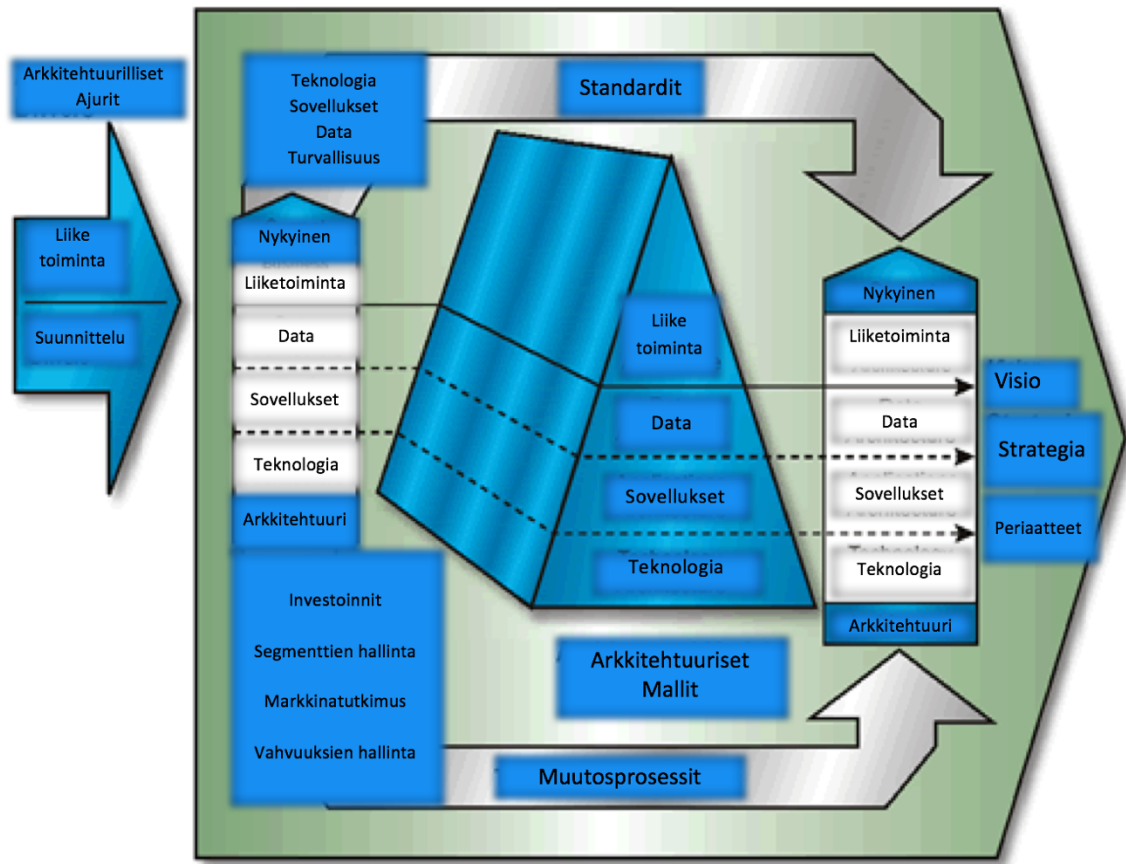 Arkkitehtuurilliset
Ajurit
Liike
toiminta
Suunnittelu
Teknologia
Sovellukset
Data
Turvallisuus
Standardit
Nykyinen
Liiketoiminta
Data
Sovellukset
Teknologia
Arkkitehtuuri
Liike
toiminta
Data
Sovellukset
Teknologia
Arkkitehtuuriset
Mallit
Nykyinen
Liiketoiminta
Data
Sovellukset
Teknologia
Arkkitehtuuri
Visio
Strategia
Periaatteet
Investoinnit
Segmenttien hallinta
Markkinatutkimus
Vahvuuksien hallinta
Muutosprosessit